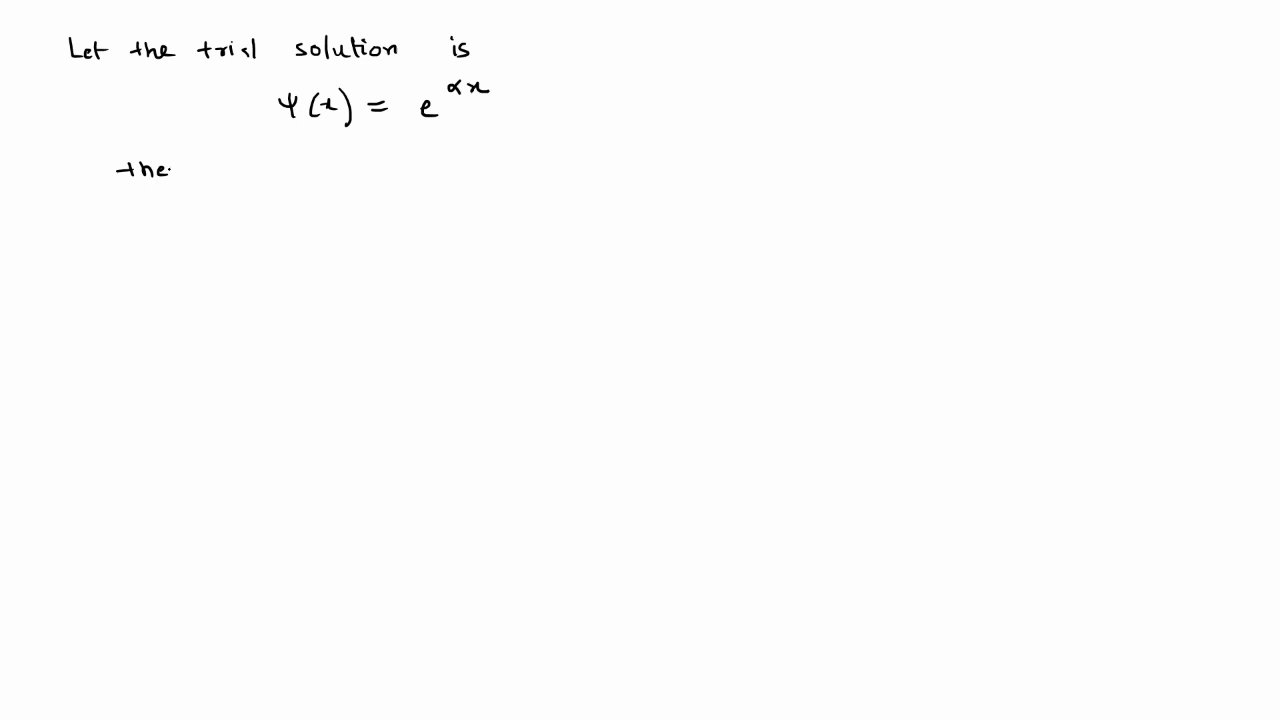 Let the trial solution is
ψ(x) = e^{αx}
the